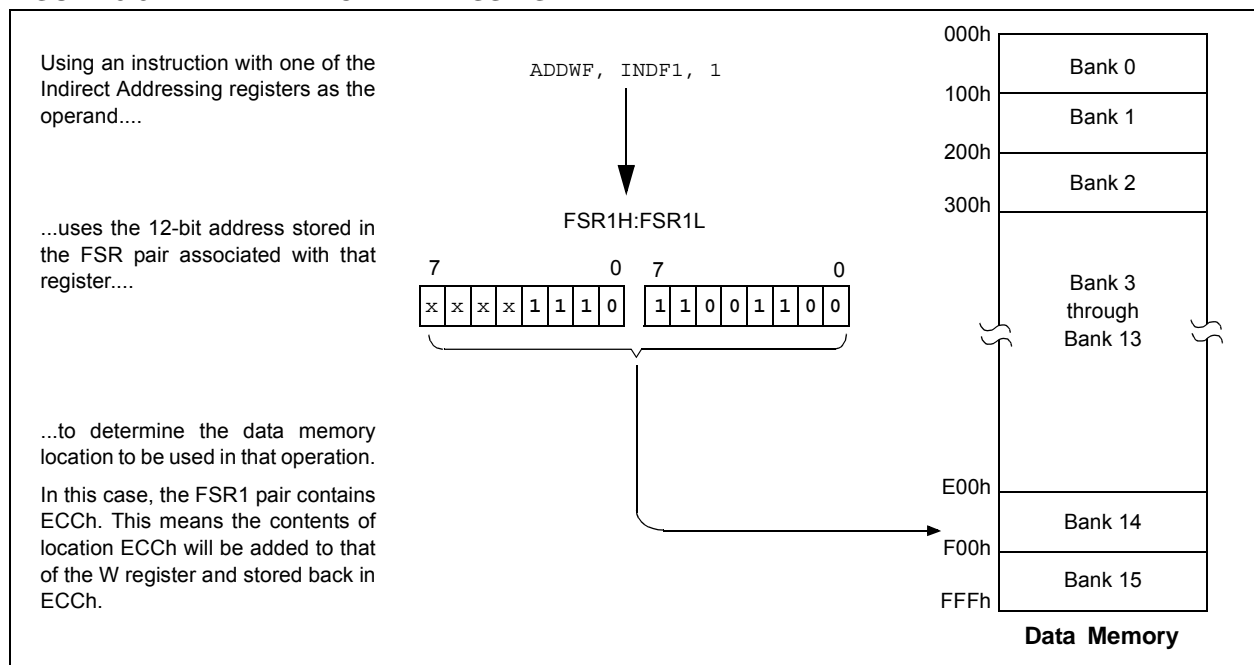 Using an instruction with one of the
Indirect Addressing registers as the
operand....
ADDWF, INDF1, 1
...uses the 12-bit address stored in
the FSR pair associated with that
register....
FSR1H:FSR1L
7 0 7 0
x x x x 1 1 1 0 1 1 0 0 1 1 0 0
...to determine the data memory
location to be used in that operation.
In this case, the FSR1 pair contains
ECCh. This means the contents of
location ECCh will be added to that
of the W register and stored back in
ECCh.
000h
Bank 0
100h
Bank 1
200h
Bank 2
300h
Bank 3
through
Bank 13
E00h
Bank 14
F00h
Bank 15
FFFh
Data Memory